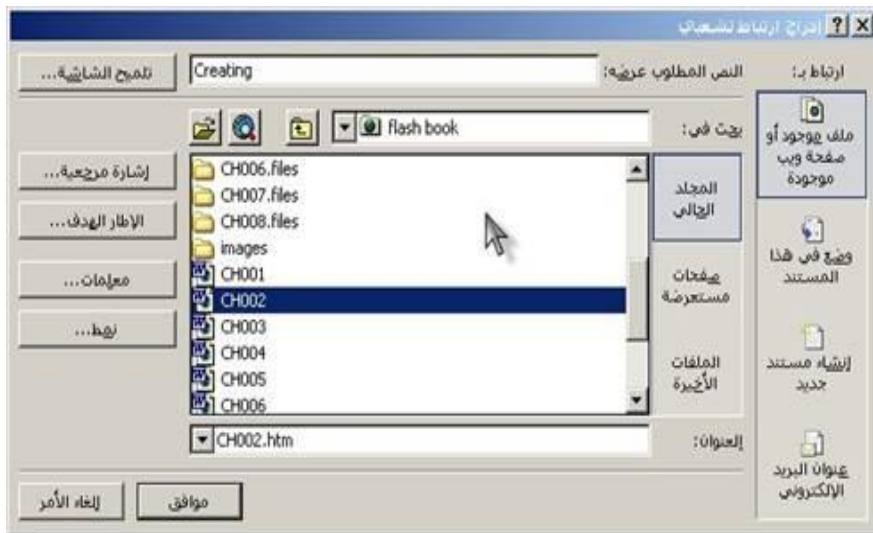 إدراج ارتباط تشعبي
ارتباط بـ:
النص المطلوب عرضه:
Creating
تلميح الشاشة...
ملف موجود أو
صفحة ويب
موجودة
وضع في هذا
المستند
إنشاء مستند
جديد
عنوان البريد
الإلكتروني
بحث في:
flash book
المجلد
الحالي
صفحات
مستعرضة
الملفات
الأخيرة
CH006.files
CH007.files
CH008.files
images
CH001
CH002
CH003
CH004
CH005
CH006
إشارة مرجعية...
الإطار الهدف...
معلمات...
نمط...
العنوان:
CH002.htm
موافق
إلغاء الأمر